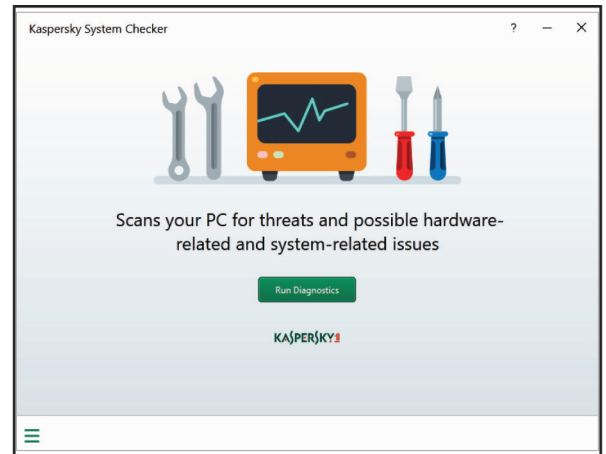 Kaspersky System Checker ?
Scans your PC for threats and possible hardware-
related and system-related issues
Run Diagnostics
KASPERSKY lab